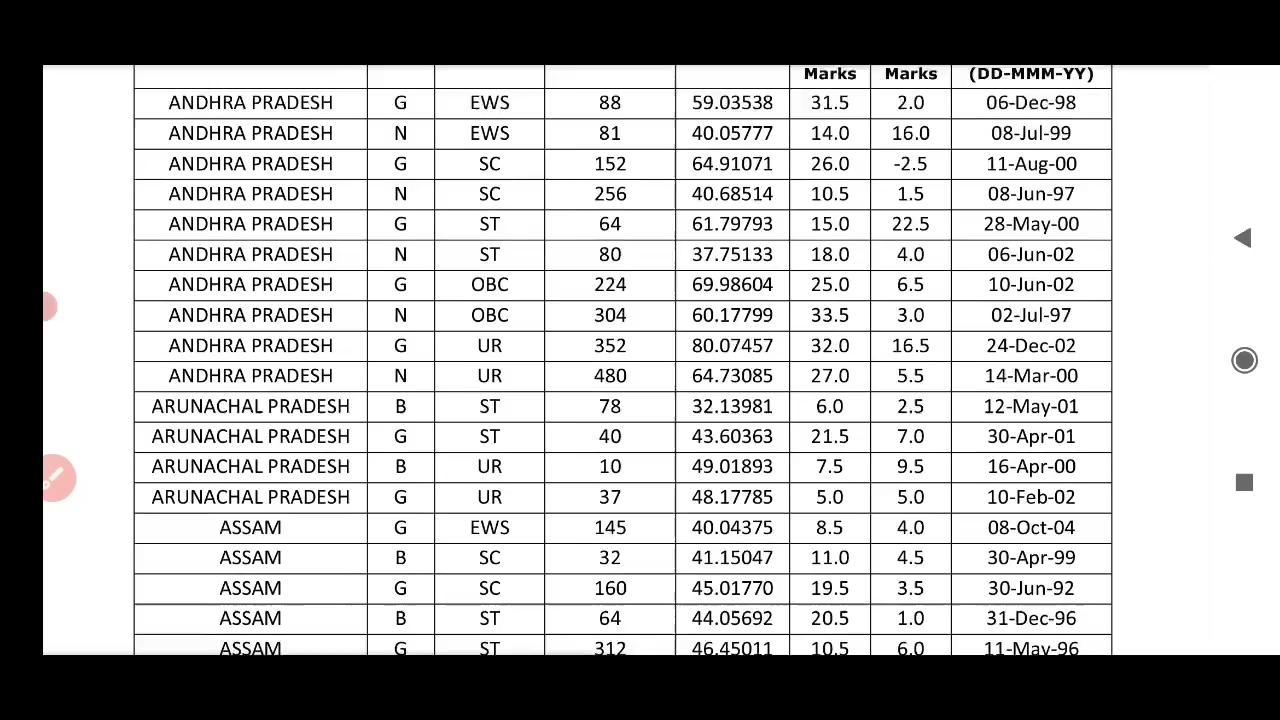 Marks Marks (DD-MMM-YY)
ANDHRA PRADESH G EWS 88 59.03538 31.5 2.0 06-Dec-98
ANDHRA PRADESH N EWS 81 40.05777 14.0 16.0 08-Jul-99
ANDHRA PRADESH G SC 152 64.91071 26.0 -2.5 11-Aug-00
ANDHRA PRADESH N SC 256 40.68514 10.5 1.5 08-Jun-97
ANDHRA PRADESH G ST 64 61.79793 15.0 22.5 28-May-00
ANDHRA PRADESH N ST 80 37.75133 18.0 4.0 06-Jun-02
ANDHRA PRADESH G OBC 224 69.98604 25.0 6.5 10-Jun-02
ANDHRA PRADESH N OBC 304 60.17799 33.5 3.0 02-Jul-97
ANDHRA PRADESH G UR 352 80.07457 32.0 16.5 24-Dec-02
ANDHRA PRADESH N UR 480 64.73085 27.0 5.5 14-Mar-00
ARUNACHAL PRADESH B ST 78 32.13981 6.0 2.5 12-May-01
ARUNACHAL PRADESH G ST 40 43.60363 21.5 7.0 30-Apr-01
ARUNACHAL PRADESH B UR 10 49.01893 7.5 9.5 16-Apr-00
ARUNACHAL PRADESH G UR 37 48.17785 5.0 5.0 10-Feb-02
ASSAM G EWS 145 40.04375 8.5 4.0 08-Oct-04
ASSAM B SC 32 41.15047 11.0 4.5 30-Apr-99
ASSAM G SC 160 45.01770 19.5 3.5 30-Jun-92
ASSAM B ST 64 44.05692 20.5 1.0 31-Dec-96
ASSAM G ST 312 46.45011 10.5 6.0 11-May-96